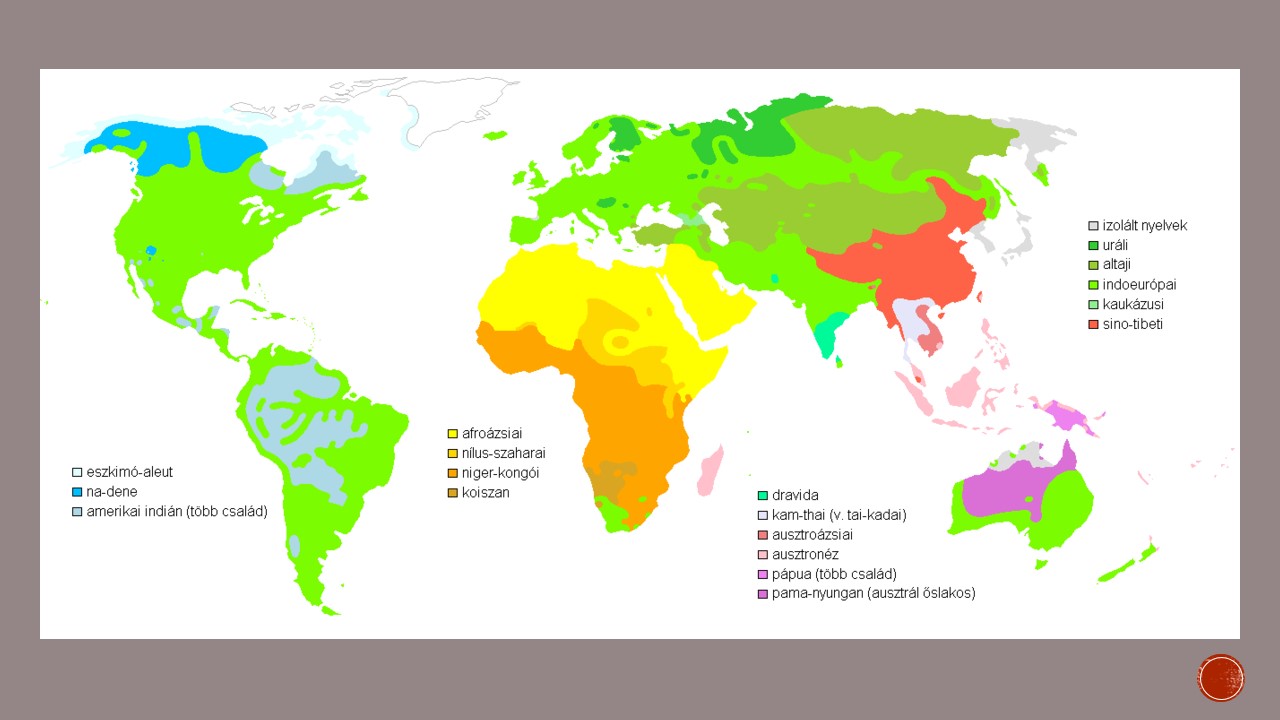 izolált nyelvek
uráli
altaji
indoeurópai
kaukázusi
sino-tibeti
afroázsiai
nílus-szaharai
niger-kongói
koiszan
eszkimó-aleut
na-dene
amerikai indián (több család)
dravida
kam-thai (v. tai-kadai)
ausztroázsiai
ausztronéz
pápua (több család)
pama-nyungan (ausztrál őslakos)